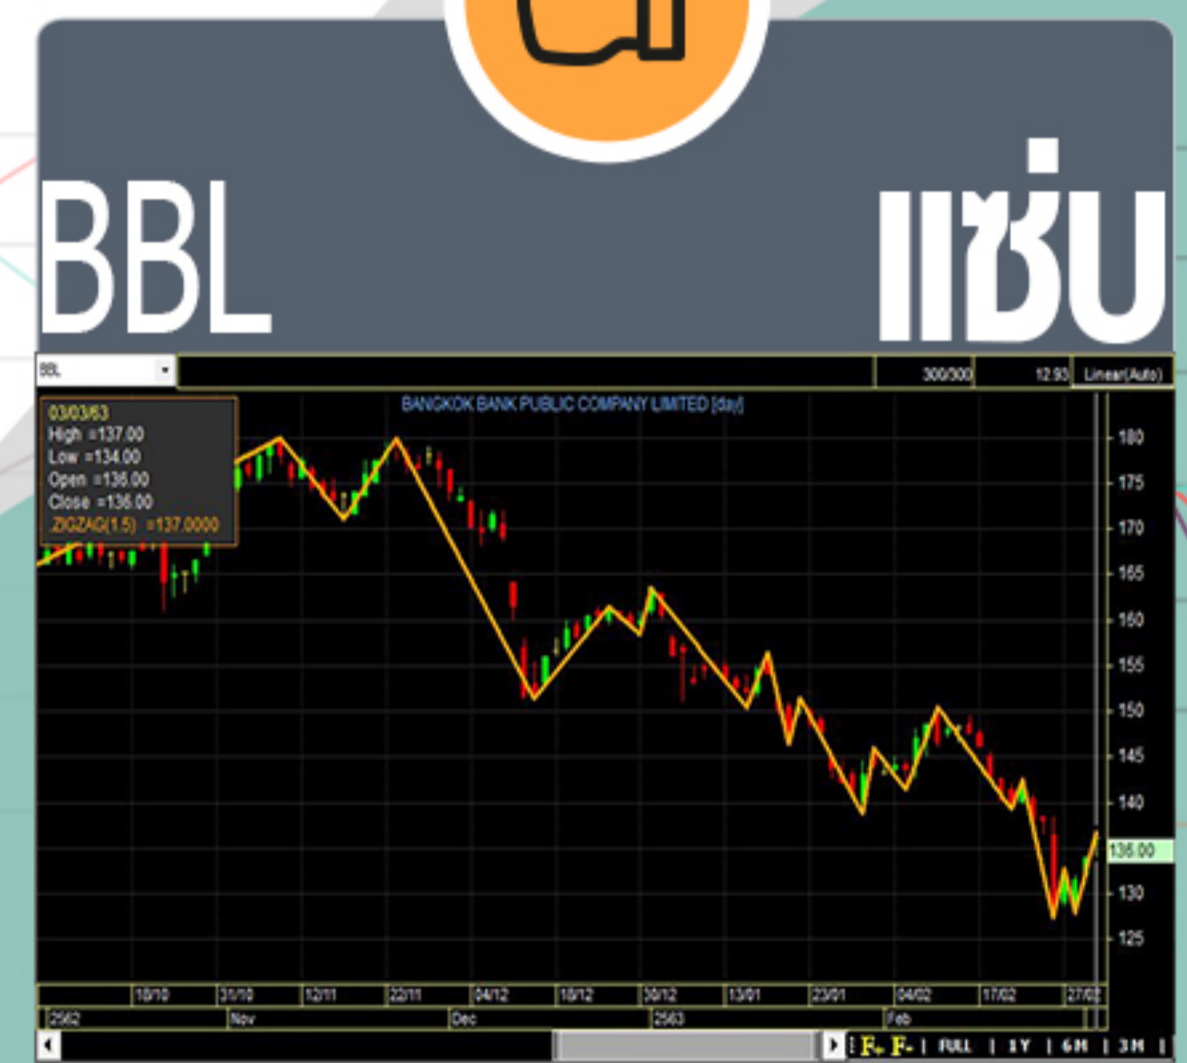 BBL แซ่บ
BBL 300/300 12.93 Linear(Auto)
BANGKOK BANK PUBLIC COMPANY LIMITED [day]
03/03/63
High =137.00
Low =134.00
Open =135.00
Close =135.00
.ZIGZAG(1.5) =137.0000
180
175
170
165
160
155
150
145
140
135.00
130
125
18/10 31/10 12/11 22/11 04/12 18/12 30/12 13/01 23/01 04/02 17/02 27/02
2562 Nov Dec 2563 Feb
F+ F- | FULL | 1Y | 6M | 3M |